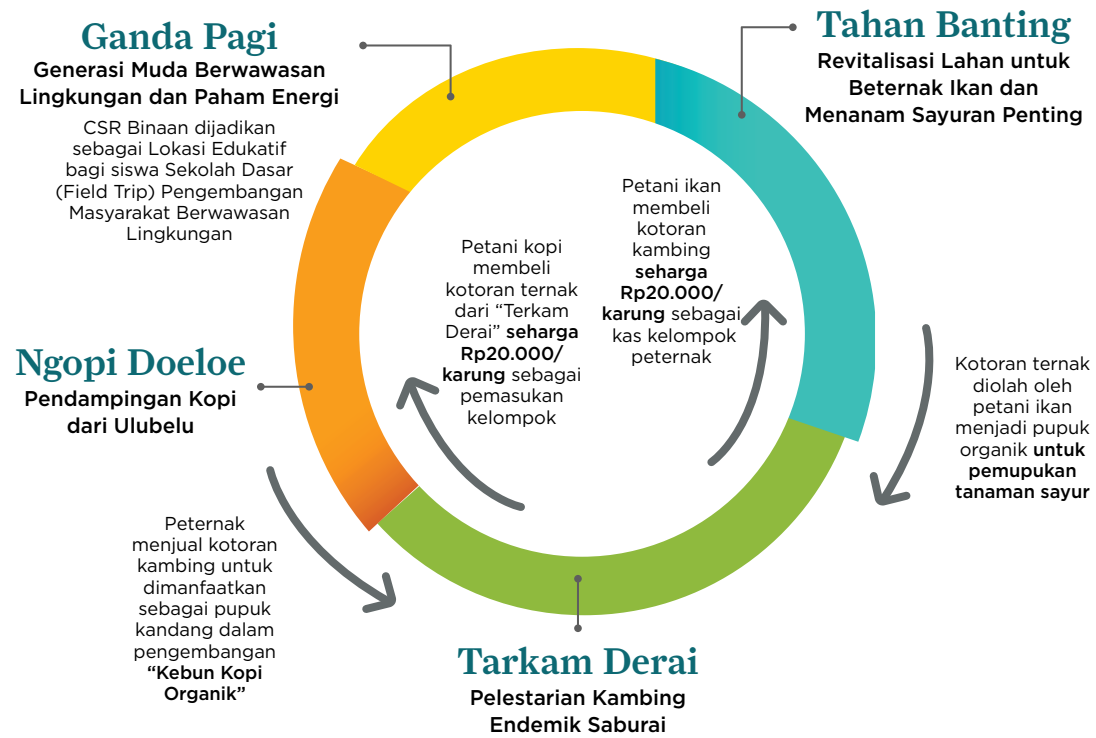 Ganda Pagi
Generasi Muda Berwawasan
Lingkungan dan Paham Energi
CSR Binaan dijadikan
sebagai Lokasi Edukatif
bagi siswa Sekolah Dasar
(Field Trip) Pengembangan
Masyarakat Berwawasan
Lingkungan
Tahan Banting
Revitalisasi Lahan untuk
Beternak Ikan dan
Menanam Sayuran Penting
Petani ikan
membeli
kotoran
kambing
seharga
Rp20.000/
karung sebagai
kas kelompok
peternak
Petani kopi
membeli
kotoran ternak
dari “Terkam
Derai” seharga
Rp20.000/
karung sebagai
pemasukan
kelompok
Ngopi Doeloe
Pendampingan Kopi
dari Ulubelu
Kotoran ternak
diolah oleh
petani ikan
menjadi pupuk
organik untuk
pemupukan
tanaman sayur
Peternak
menjual kotoran
kambing untuk
dimanfaatkan
sebagai pupuk
kandang dalam
pengembangan
“Kebun Kopi
Organik”
Tarkam Derai
Pelestarian Kambing
Endemik Saburai